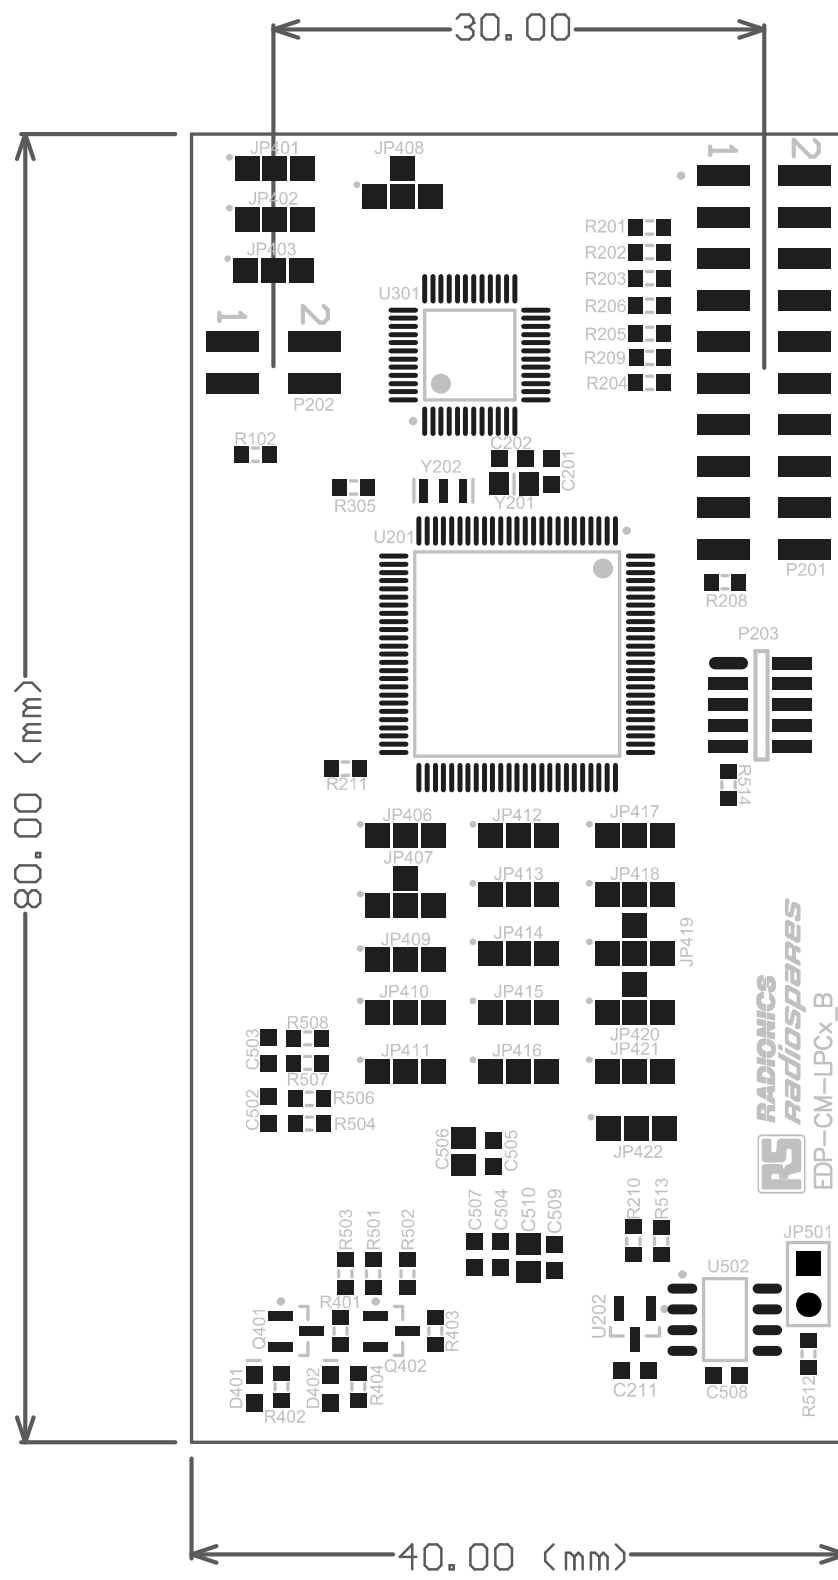 30.00
JP401
JP408
1
2
JP402
R201
R202
JP403
R203
U301
R206
1
2
R205
R209
R204
P202
R102
C202
C201
Y202
R305
Y201
U201
P201
R208
P203
80.00 (mm)
R211
R514
JP406
JP412
JP417
JP407
JP413
JP418
JP409
JP414
JP419
JP410
JP415
JP420
JP411
JP416
JP421
R508
C503
R507
C502
R506
R504
C506
C505
JP422
RS
RADIONICS
Radiospares
EDP-CM-LPCx_B
C507
C504
C510
C509
R210
R513
JP501
R503
R501
R502
U502
Q401
R401
Q402
R403
U202
D401
R402
D402
R404
C211
C508
R512
40.00 (mm)